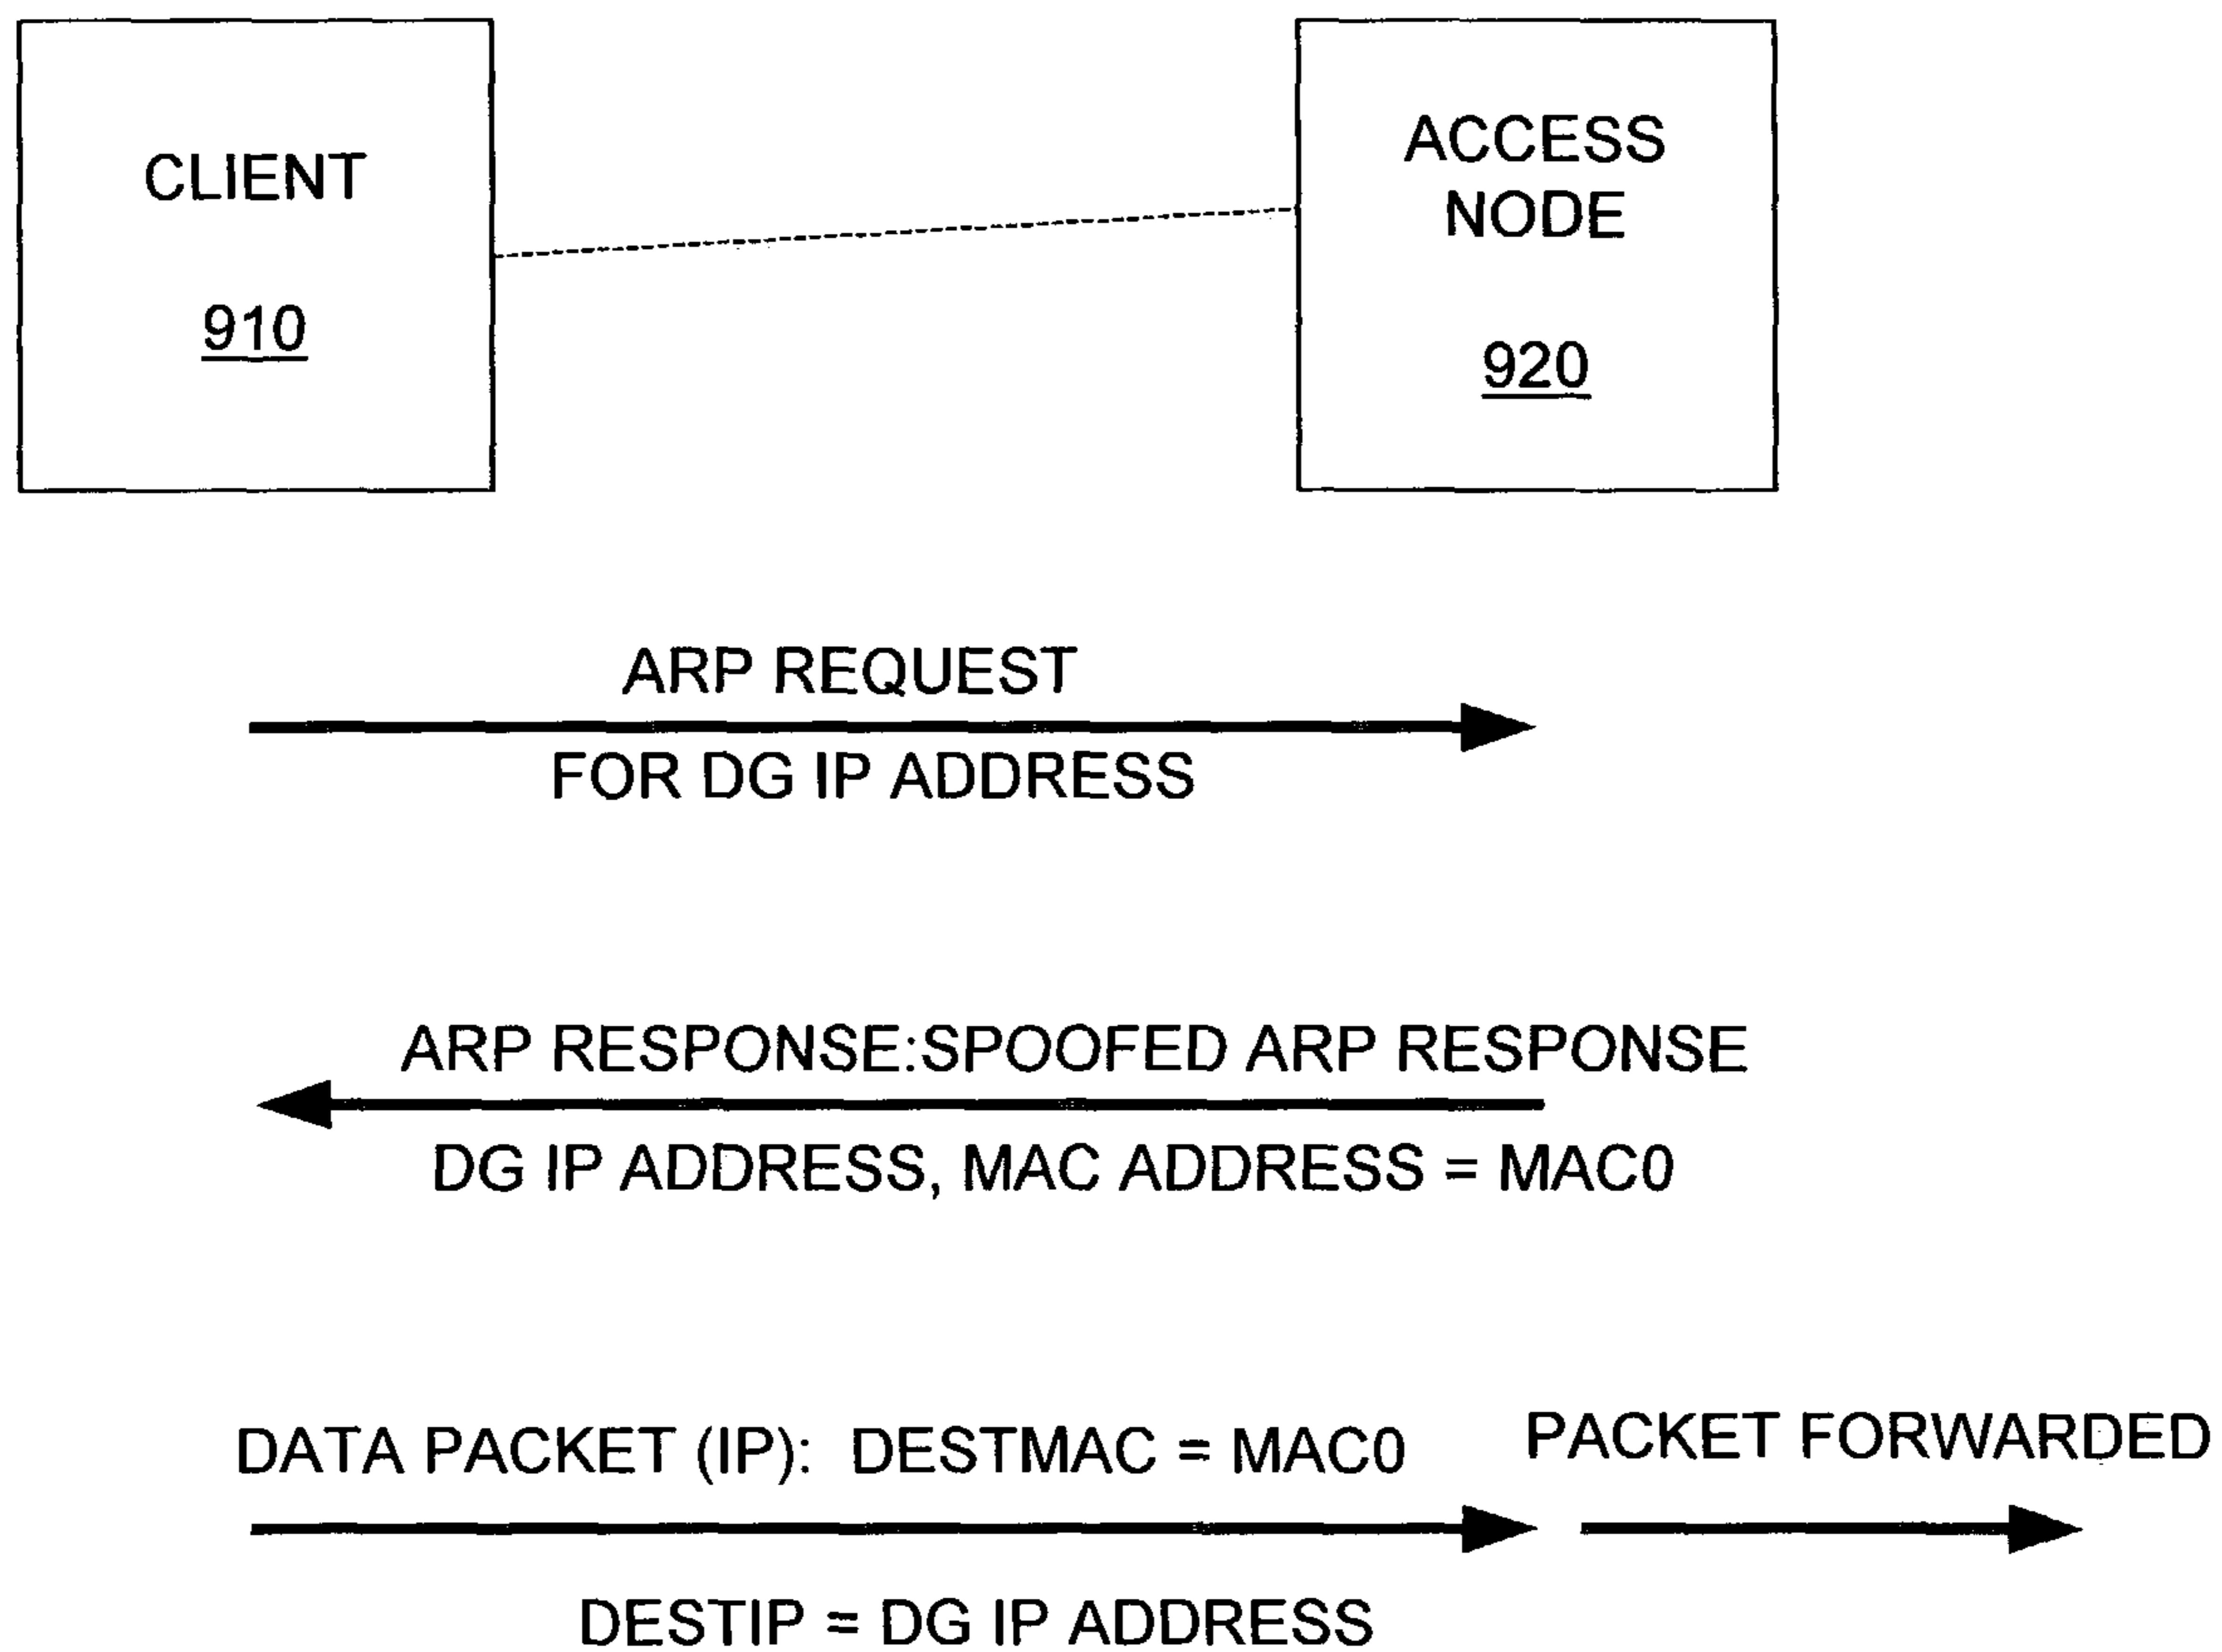 CLIENT
910
ACCESS
NODE
920
ARP REQUEST
FOR DG IP ADDRESS
ARP RESPONSE:SPOOFED ARP RESPONSE
DG IP ADDRESS, MAC ADDRESS = MAC0
DATA PACKET (IP): DESTMAC = MAC0
PACKET FORWARDED
DESTIP = DG IP ADDRESS